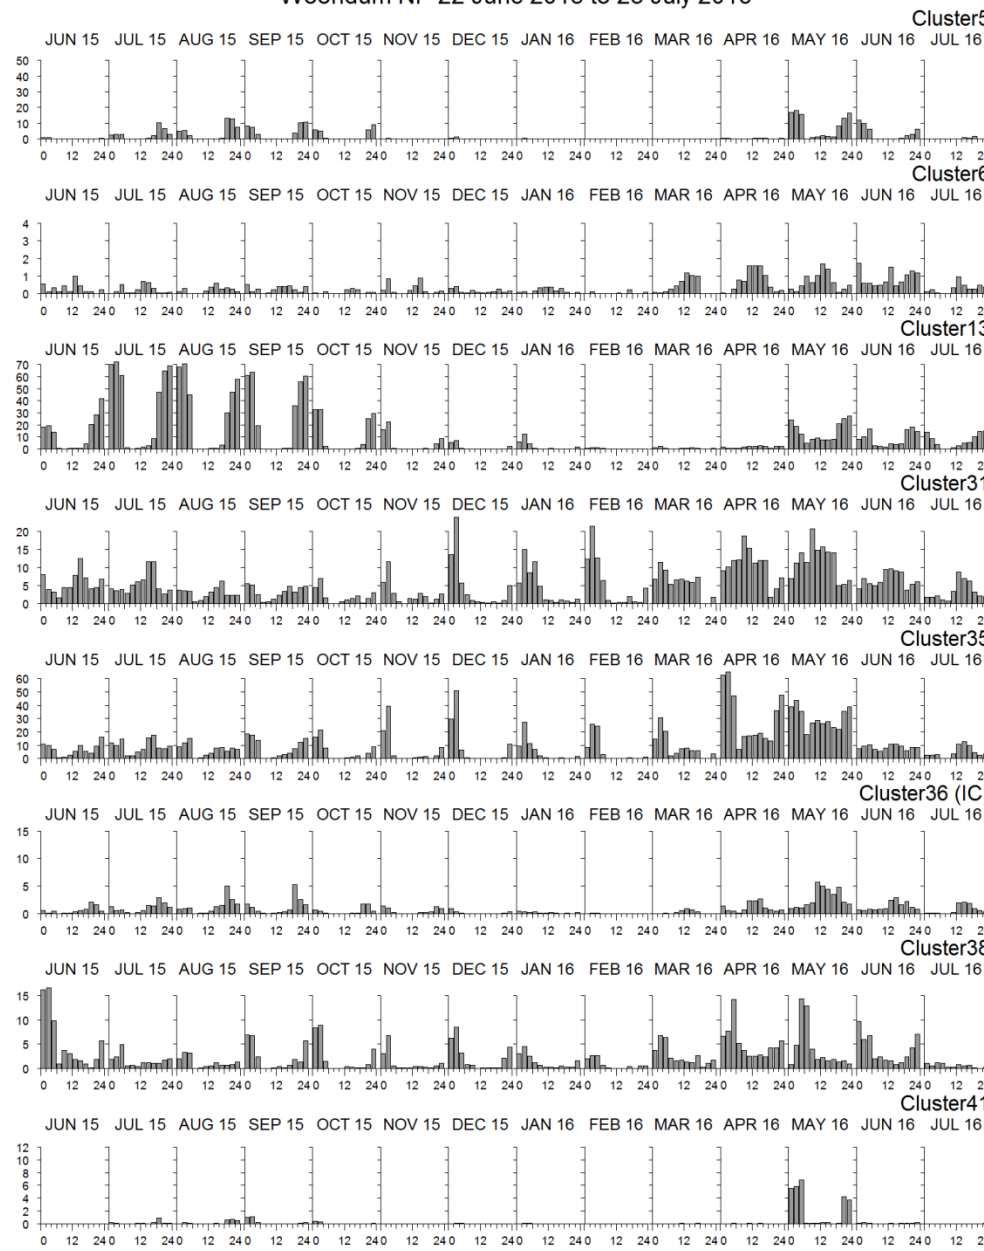 Woondum NP 22 June 2015 to July 2016
Cluster5
JUN 15 JUL 15 AUG 15 SEP 15 OCT 15 NOV 15 DEC 15 JAN 16 FEB 16 MAR 16 APR 16 MAY 16 JUN 16 JUL 16
50
40
30
20
10
0
0 12 24 0 12 24 0 12 24 0 12 24 0 12 24 0 12 24 0 12 24 0 12 24 0 12 24 0 12 24 0 12 24 0 12 24 0 12 24 0 12
Cluster6
JUN 15 JUL 15 AUG 15 SEP 15 OCT 15 NOV 15 DEC 15 JAN 16 FEB 16 MAR 16 APR 16 MAY 16 JUN 16 JUL 16
4
3
2
1
0
0 12 24 0 12 24 0 12 24 0 12 24 0 12 24 0 12 24 0 12 24 0 12 24 0 12 24 0 12 24 0 12 24 0 12 24 0 12 24 0 12
Cluster13
JUN 15 JUL 15 AUG 15 SEP 15 OCT 15 NOV 15 DEC 15 JAN 16 FEB 16 MAR 16 APR 16 MAY 16 JUN 16 JUL 16
70
60
50
40
30
20
10
0
0 12 24 0 12 24 0 12 24 0 12 24 0 12 24 0 12 24 0 12 24 0 12 24 0 12 24 0 12 24 0 12 24 0 12 24 0 12 24 0 12
Cluster31
JUN 15 JUL 15 AUG 15 SEP 15 OCT 15 NOV 15 DEC 15 JAN 16 FEB 16 MAR 16 APR 16 MAY 16 JUN 16 JUL 16
20
15
10
5
0
0 12 24 0 12 24 0 12 24 0 12 24 0 12 24 0 12 24 0 12 24 0 12 24 0 12 24 0 12 24 0 12 24 0 12 24 0 12 24 0 12
Cluster35
JUN 15 JUL 15 AUG 15 SEP 15 OCT 15 NOV 15 DEC 15 JAN 16 FEB 16 MAR 16 APR 16 MAY 16 JUN 16 JUL 16
60
50
40
30
20
10
0
0 12 24 0 12 24 0 12 24 0 12 24 0 12 24 0 12 24 0 12 24 0 12 24 0 12 24 0 12 24 0 12 24 0 12 24 0 12 24 0 12
Cluster36 (IC
JUN 15 JUL 15 AUG 15 SEP 15 OCT 15 NOV 15 DEC 15 JAN 16 FEB 16 MAR 16 APR 16 MAY 16 JUN 16 JUL 16
15
10
5
0
0 12 24 0 12 24 0 12 24 0 12 24 0 12 24 0 12 24 0 12 24 0 12 24 0 12 24 0 12 24 0 12 24 0 12 24 0 12 24 0 12
Cluster38
JUN 15 JUL 15 AUG 15 SEP 15 OCT 15 NOV 15 DEC 15 JAN 16 FEB 16 MAR 16 APR 16 MAY 16 JUN 16 JUL 16
15
10
5
0
0 12 24 0 12 24 0 12 24 0 12 24 0 12 24 0 12 24 0 12 24 0 12 24 0 12 24 0 12 24 0 12 24 0 12 24 0 12 24 0 12
Cluster41
JUN 15 JUL 15 AUG 15 SEP 15 OCT 15 NOV 15 DEC 15 JAN 16 FEB 16 MAR 16 APR 16 MAY 16 JUN 16 JUL 16
12
10
8
6
4
2
0
0 12 24 0 12 24 0 12 24 0 12 24 0 12 24 0 12 24 0 12 24 0 12 24 0 12 24 0 12 24 0 12 24 0 12 24 0 12 24 0 12